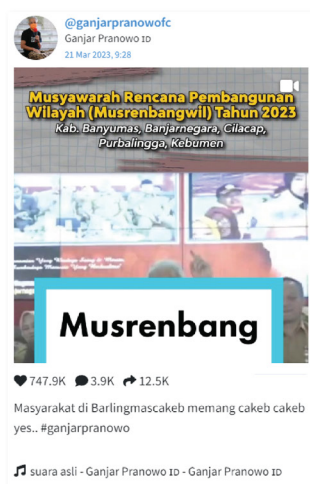 @ganjarpranowofc
Ganjar Pranowo ID
21 Mar 2023, 9:28
Musyawarah Rencana Pembangunan
Wilayah (Musrenbangwil) Tahun 2023
Kab. Banyumas, Banjarnegara, Cilacap,
Purbalingga, Kebumen
Musrenbang
747.9K 3.9K 12.5K
Masyarakat di Barlingmascakeb memang cakeb cakeb
yes.. #ganjarpranowo
suara asli - Ganjar Pranowo ID - Ganjar Pranowo ID